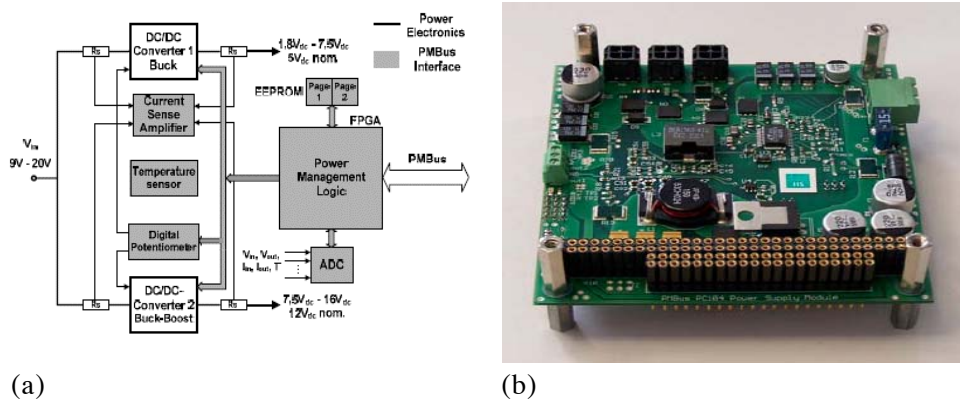 DC/DC
Converter 1
Buck
Rs
Rs
1,8Vdc - 7,5Vdc
5Vdc nom.
Power
Electronics
PMBus
Interface
EEPROM
Page 1
Page 2
FPGA
Current
Sense
Amplifier
Vin
9V - 20V
Temperature
sensor
Power
Management
Logic
PMBus
Digital
Potentiometer
Vin, Vout,
Iin, Iout, T
ADC
DC/DC-
Converter 2
Buck-Boost
Rs
Rs
7,5Vdc - 16Vdc
12Vdc nom.
PMBus PC104 Power Supply Module
(a)
(b)